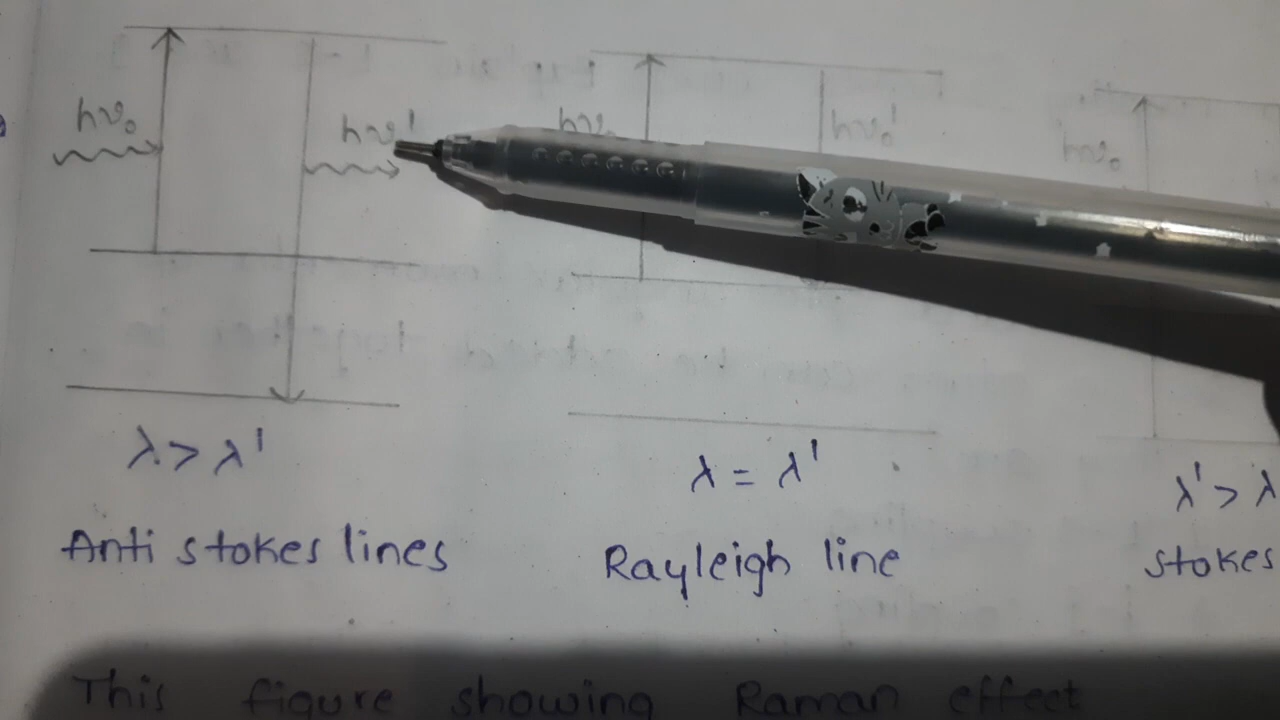 hν₀ hν' hν₀ hν₀' hν₀
λ > λ' λ = λ' λ' > λ
Anti stokes lines Rayleigh line stokes
This figure showing Raman effect